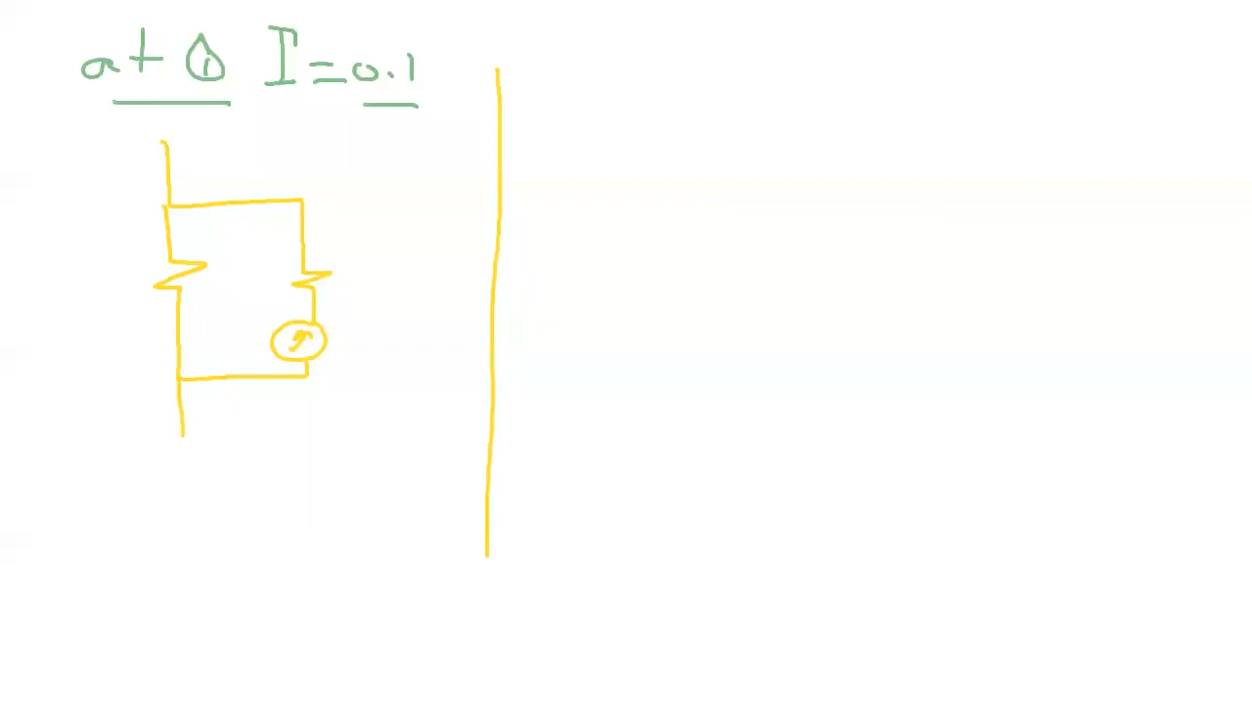 at ① I = 0.1